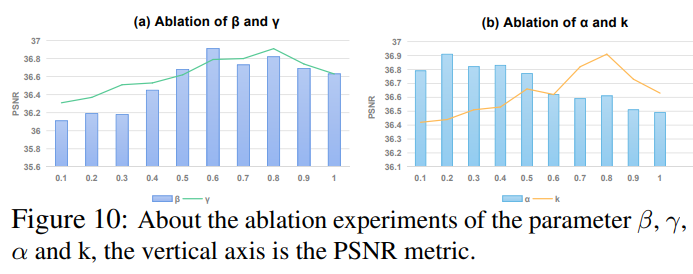 (a) Ablation of β and γ
37
36.8
36.6
36.4
36.2
36
35.8
35.6
PSNR
0.1 0.2 0.3 0.4 0.5 0.6 0.7 0.8 0.9 1
β γ
(b) Ablation of α and k
37
36.9
36.8
36.7
36.6
36.5
36.4
36.3
36.2
36.1
PSNR
0.1 0.2 0.3 0.4 0.5 0.6 0.7 0.8 0.9 1
α k
Figure 10: About the ablation experiments of the parameter β, γ,
α and k, the vertical axis is the PSNR metric.